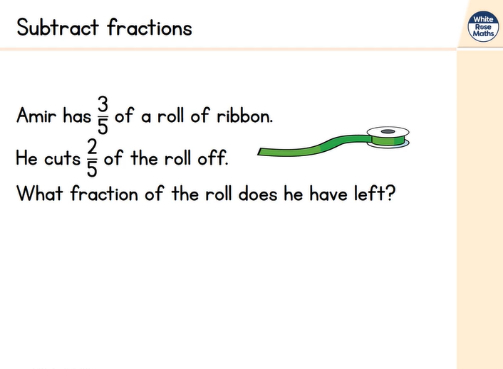 Subtract fractions
White
Rose
Maths
Amir has 3/5 of a roll of ribbon.
He cuts 2/5 of the roll off.
What fraction of the roll does he have left?